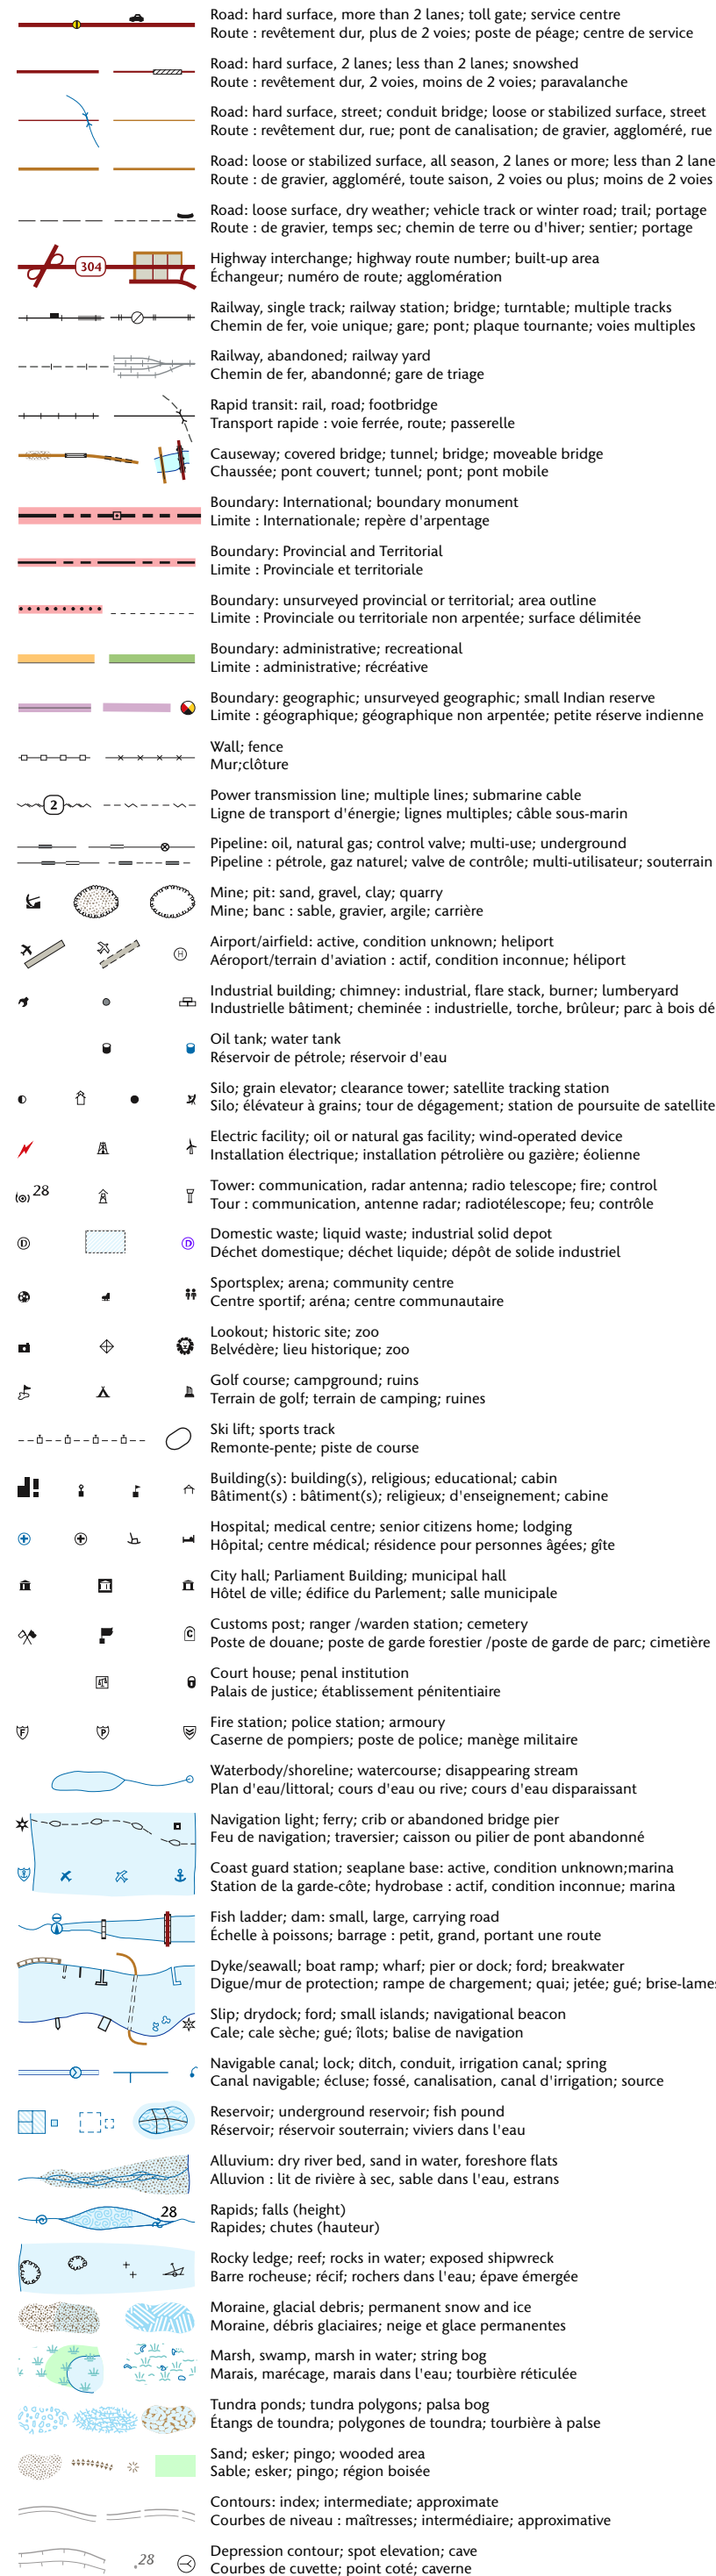 Road: hard surface, more than 2 lanes; toll gate; service centre
Route : revêtement dur, plus de 2 voies; poste de péage; centre de service
Road: hard surface, 2 lanes; less than 2 lanes; snowshed
Route : revêtment dur, 2 voies, moins de 2 voies; paravalanche
Road: hard surface, street; conduit bridge; loose or stabilized surface, street
Route : revêtement dur, rue; pont de canalisation; de gravier, aggloméré, rue
Road: loose or stabilized surface, all season, 2 lanes or more; less than 2 lane
Route : de gravier, aggloméré, toute saison, 2 voies ou plus; moins de 2 voies
Road: loose surface, dry weather; vehicle track or winter road; trail; portage
Route : de gravier, temps sec; chemin de terre ou d'hiver; sentier; portage
304
Highway interchange; highway route number; built-up area
Échangeur; numéro de route; agglomération
Railway, single track; railway station; bridge; turntable; multiple tracks
Chemin de fer, voie unique; gare; pont; plaque tournante; voies multiples
Railway, abandoned; railway yard
Chemin de fer, abandonné; gare de triage
Rapid transit: rail, road; footbridge
Transport rapide : voie ferrée, route; passerelle
Causeway; covered bridge; tunnel; bridge; moveable bridge
Chaussée; pont couvert; tunnel; pont; pont mobile
Boundary: International; boundary monument
Limite : Internationale; repère d'arpentage
Boundary: Provincial and Territorial
Limite : Provinciale et territoriale
Boundary: unsurveyed provincial or territorial; area outline
Limite : Provinciale ou territoriale non arpentée; surface délimitée
Boundary: administrative; recreational
Limite : administrative; récréative
Boundary: geographic; unsurveyed geographic; small Indian reserve
Limite : géographique; géographique non arpentée; petite réserve indienne
Wall; fence
Mur;clôture
2
Power transmission line; multiple lines; submarine cable
Ligne de transport d'énergie; lignes multiples; câble sous-marin
Pipeline: oil, natural gas; control valve; multi-use; underground
Pipeline : pétrole, gaz naturel; valve de contrôle; multi-utilisateur; souterrain
Mine; pit: sand, gravel, clay; quarry
Mine; banc : sable, gravier, argile; carrière
H
Airport/airfield: active, condition unknown; heliport
Aéroport/terrain d'aviation : actif, condition inconnue; héliport
Industrial building; chimney: industrial, flare stack, burner; lumberyard
Industrielle bâtiment; cheminée : industrielle, torche, brûleur; parc à bois dé
Oil tank; water tank
Réservoir de pétrole; réservoir d'eau
Silo; grain elevator; clearance tower; satellite tracking station
Silo; élévateur à grains; tour de dégagement; station de poursuite de satellite
Electric facility; oil or natural gas facility; wind-operated device
Installation électrique; installation pétrolière ou gazière; éolienne
28
Tower: communication, radar antenna; radio telescope; fire; control
Tour : communication, antenne radar; radiotélescope; feu; contrôle
D
D
Domestic waste; liquid waste; industrial solid depot
Déchet domestique; déchet liquide; dépôt de solide industriel
Sportsplex; arena; community centre
Centre sportif; aréna; centre communautaire
Lookout; historic site; zoo
Belvédère; lieu historique; zoo
Golf course; campground; ruins
Terrain de golf; terrain de camping; ruines
Ski lift; sports track
Remonte-pente; piste de course
Building(s): building(s), religious; educational; cabin
Bâtiment(s) : bâtiment(s); religieux; d'enseignement; cabine
Hospital; medical centre; senior citizens home; lodging
Hôpital; centre médical; résidence pour personnes âgées; gîte
City hall; Parliament Building; municipal hall
Hôtel de ville; édifice du Parlement; salle municipale
C
Customs post; ranger /warden station; cemetery
Poste de douane; poste de garde forestier /poste de garde de parc; cimetière
Court house; penal institution
Palais de justice; établissement pénitentiaire
F
P
Fire station; police station; armoury
Caserne de pompiers; poste de police; manège militaire
Waterbody/shoreline; watercourse; disappearing stream
Plan d'eau/littoral; cours d'eau ou rive; cours d'eau disparaissant
Navigation light; ferry; crib or abandoned bridge pier
Feu de navigation; traversier; caisson ou pilier de pont abandonné
Coast guard station; seaplane base: active, condition unknown;marina
Station de la garde-côte; hydrobase : actif, condition inconnue; marina
Fish ladder; dam: small, large, carrying road
Échelle à poissons; barrage : petit, grand, portant une route
Dyke/seawall; boat ramp; wharf; pier or dock; ford; breakwater
Digue/mur de protection; rampe de chargement; quai; jetée; gué; brise-lames
Slip; drydock; ford; small islands; navigational beacon
Cale; cale sèche; gué; îlots; balise de navigation
Navigable canal; lock; ditch, conduit, irrigation canal; spring
Canal navigable; écluse; fossé, canalisation, canal d'irrigation; source
Reservoir; underground reservoir; fish pound
Réservoir; réservoir souterrain; viviers dans l'eau
Alluvium: dry river bed, sand in water, foreshore flats
Alluvion : lit de rivière à sec, sable dans l'eau, estrans
28
Rapids; falls (height)
Rapides; chutes (hauteur)
Rocky ledge; reef; rocks in water; exposed shipwreck
Barre rocheuse; récif; rochers dans l'eau; épave émergée
Moraine, glacial debris; permanent snow and ice
Moraine, débris glaciaires; neige et glace permanentes
Marsh, swamp, marsh in water; string bog
Marais, marécage, marais dans l'eau; tourbière réticulée
Tundra ponds; tundra polygons; palsa bog
Étangs de toundra; polygones de toundra; tourbière à palse
Sand; esker; pingo; wooded area
Sable; esker; pingo; région boisée
Contours: index; intermediate; approximate
Courbes de niveau : maîtresses; intermédiaire; approximative
.28
Depression contour; spot elevation; cave
Courbes de cuvette; point coté; caverne